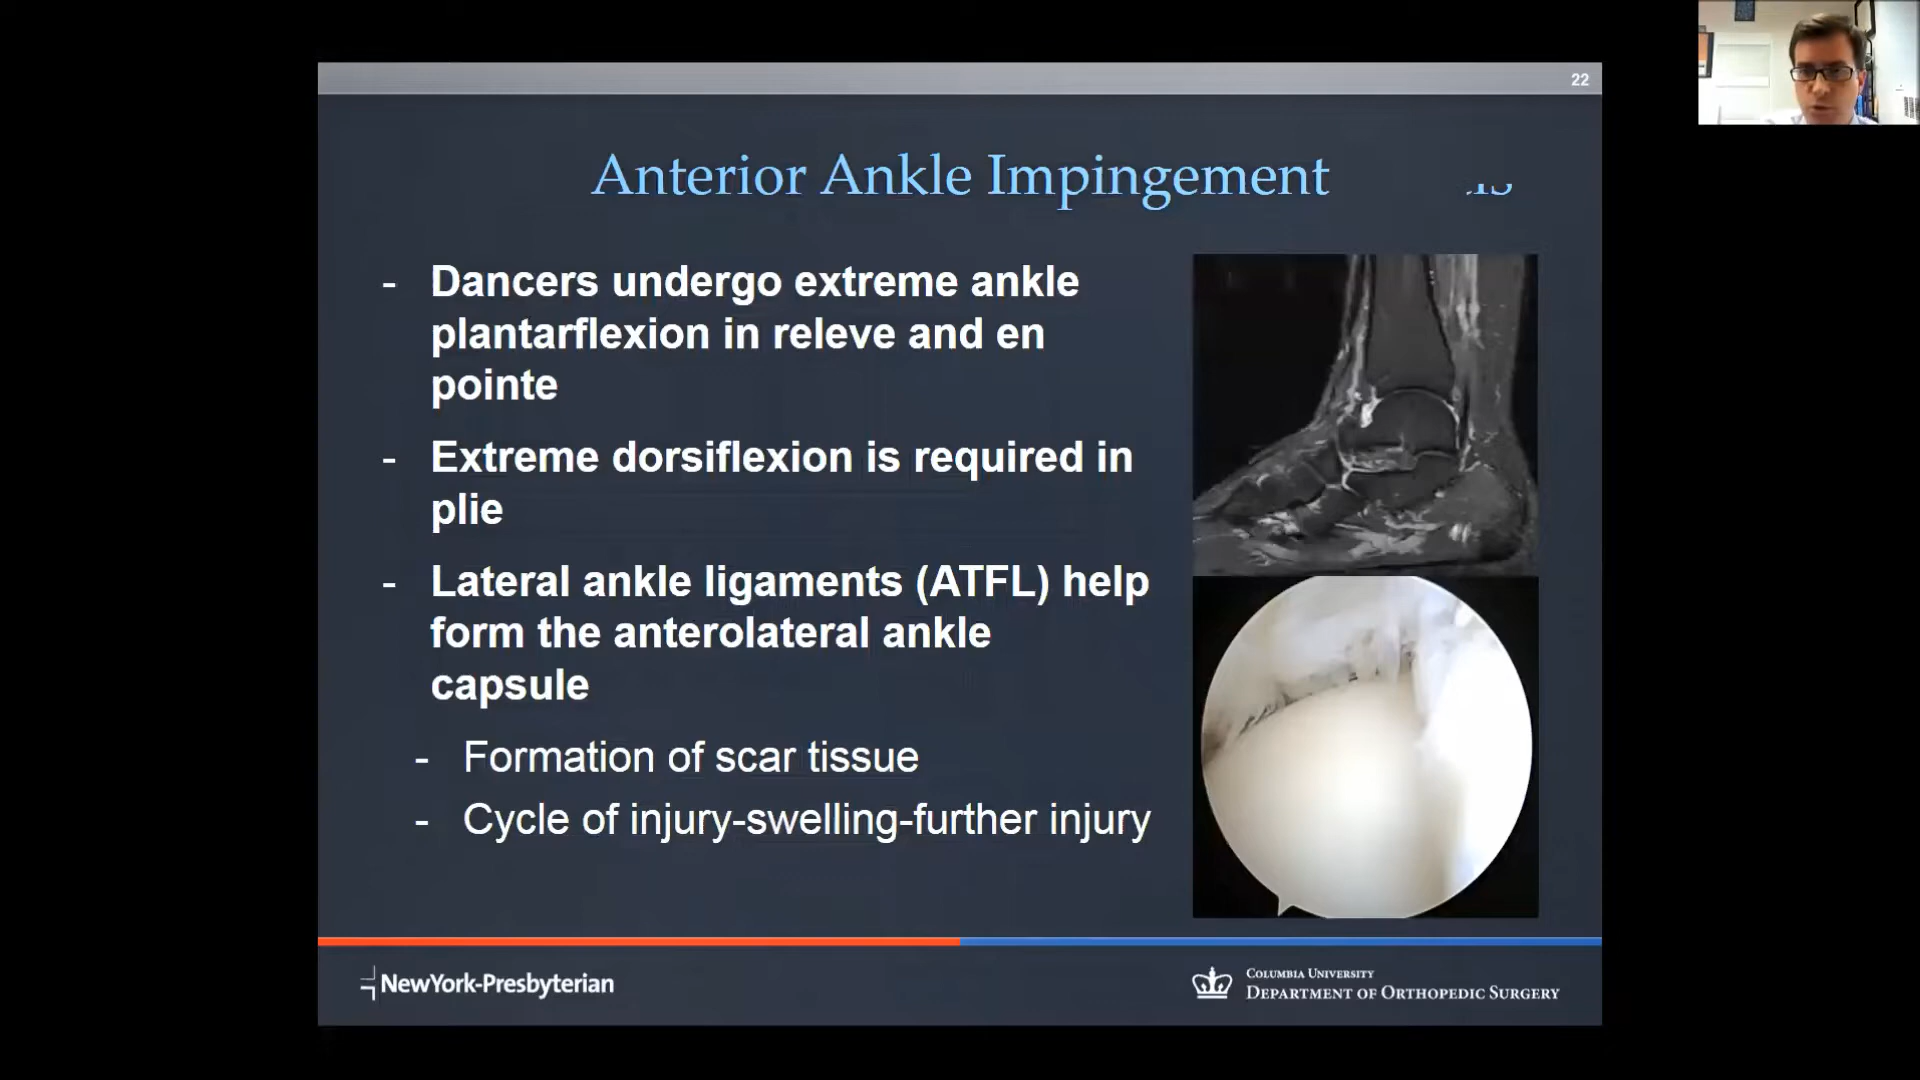 22
Anterior Ankle Impingement
- Dancers undergo extreme ankle
plantarflexion in releve and en
pointe
- Extreme dorsiflexion is required in
plie
- Lateral ankle ligaments (ATFL) help
form the anterolateral ankle
capsule
- Formation of scar tissue
- Cycle of injury-swelling-further injury
NewYork-Presbyterian
COLUMBIA UNIVERSITY
DEPARTMENT OF ORTHOPEDIC SURGERY